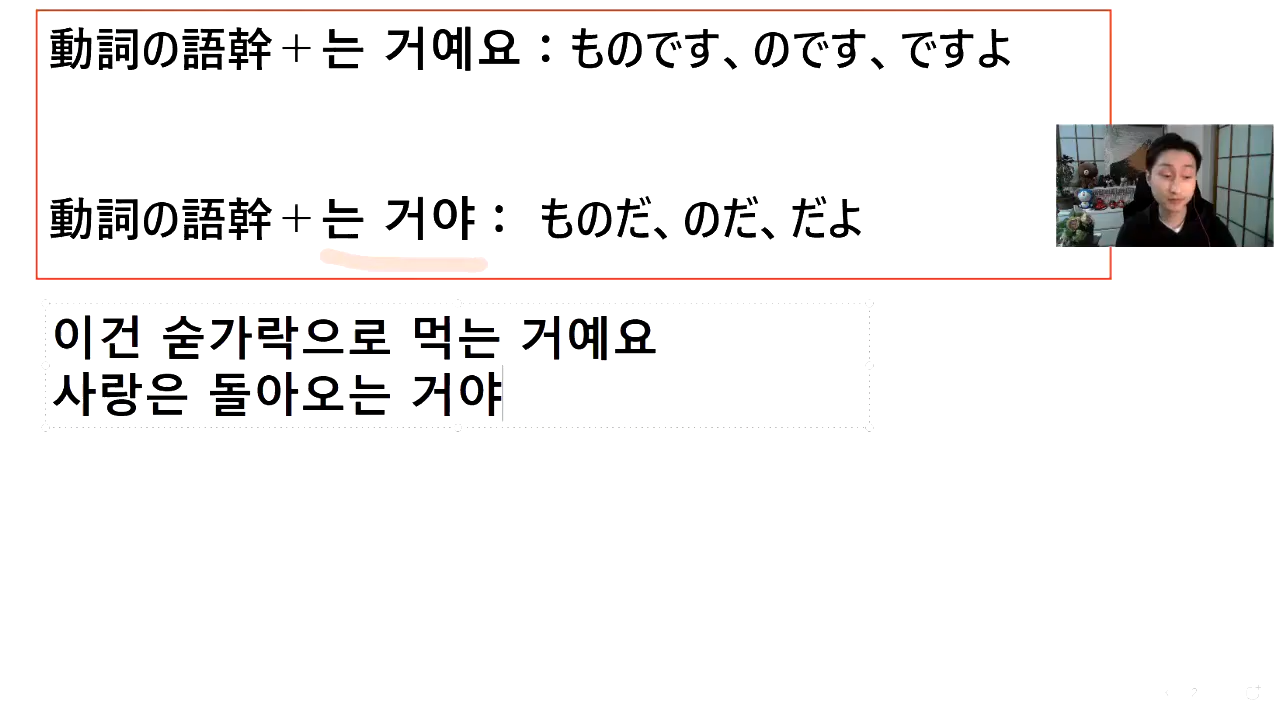 動詞の語幹＋는 거예요：ものです、のです、ですよ
動詞の語幹＋는 거야： ものだ、のだ、だよ
이건 숟가락으로 먹는 거예요
사랑은 돌아오는 거야
2